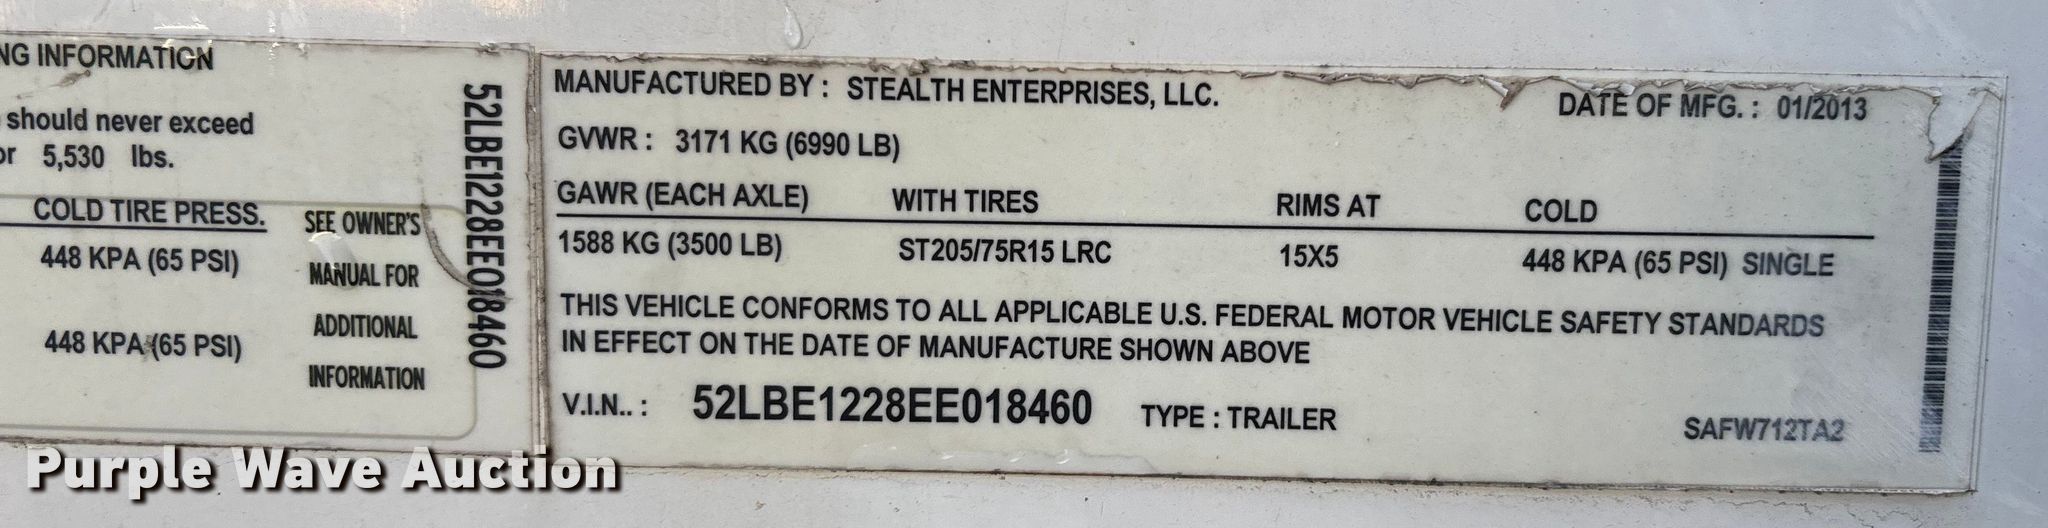 NG INFORMATION
should never exceed
or 5,530 lbs.
COLD TIRE PRESS.
448 KPA (65 PSI)
448 KPA (65 PSI)
SEE OWNER'S
MANUAL FOR
ADDITIONAL
INFORMATION
52LBE1228EE018460
MANUFACTURED BY : STEALTH ENTERPRISES, LLC.
DATE OF MFG. : 01/2013
GVWR : 3171 KG (6990 LB)
GAWR (EACH AXLE) WITH TIRES RIMS AT COLD
1588 KG (3500 LB) ST205/75R15 LRC 15X5 448 KPA (65 PSI) SINGLE
THIS VEHICLE CONFORMS TO ALL APPLICABLE U.S. FEDERAL MOTOR VEHICLE SAFETY STANDARDS
IN EFFECT ON THE DATE OF MANUFACTURE SHOWN ABOVE
V.I.N.. : 52LBE1228EE018460 TYPE : TRAILER SAFW712TA2
Purple Wave Auction